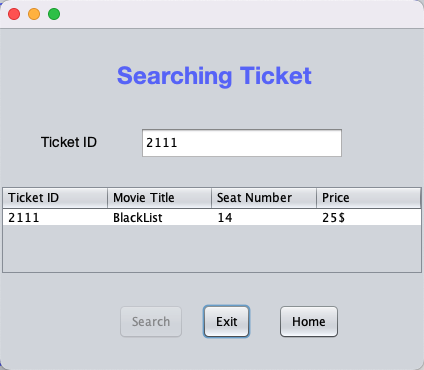 Searching Ticket
Ticket ID 2111
Ticket ID Movie Title Seat Number Price
2111 BlackList 14 25$
Search Exit Home